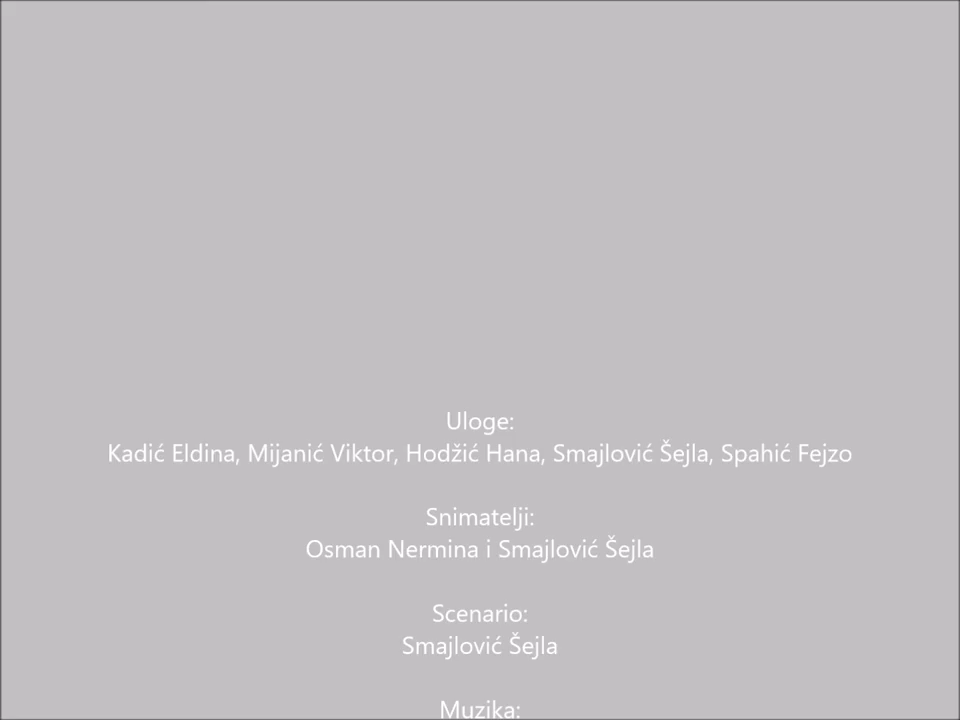 Uloge:
Kadić Eldina, Mijanić Viktor, Hodžić Hana, Smajlović Šejla, Spahić Fejzo
Snimatelji:
Osman Nermina i Smajlović Šejla
Scenario:
Smajlović Šejla
Muzika: